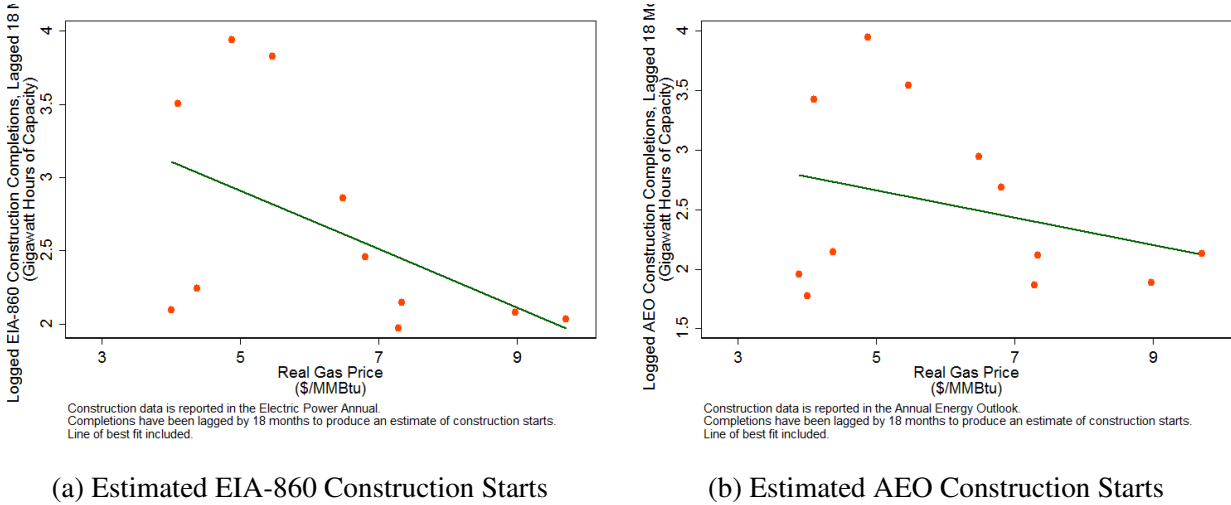 Logged EIA-860 Construction Completions, Lagged 18 M
(Gigawatt Hours of Capacity)
4
3.5
3
2.5
2
3 5 7 9
Real Gas Price
($/MMBtu)
Construction data is reported in the Electric Power Annual.
Completions have been lagged by 18 months to produce an estimate of construction starts.
Line of best fit included.
(a) Estimated EIA-860 Construction Starts
Logged AEO Construction Completions, Lagged 18 Mo
(Gigawatt Hours of Capacity)
4
3.5
3
2.5
2
1.5
3 5 7 9
Real Gas Price
($/MMBtu)
Construction data is reported in the Annual Energy Outlook.
Completions have been lagged by 18 months to produce an estimate of construction starts.
Line of best fit included.
(b) Estimated AEO Construction Starts